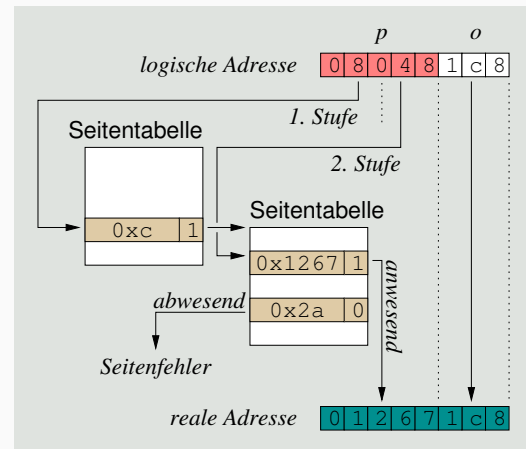 p o
logische Adresse 0 8 0 4 8 1 c 8
1. Stufe
Seitentabelle
2. Stufe
0xc 1
Seitentabelle
0x1267 1
anwesend
abwesend
0x2a 0
Seitenfehler
reale Adresse 0 1 2 6 7 1 c 8